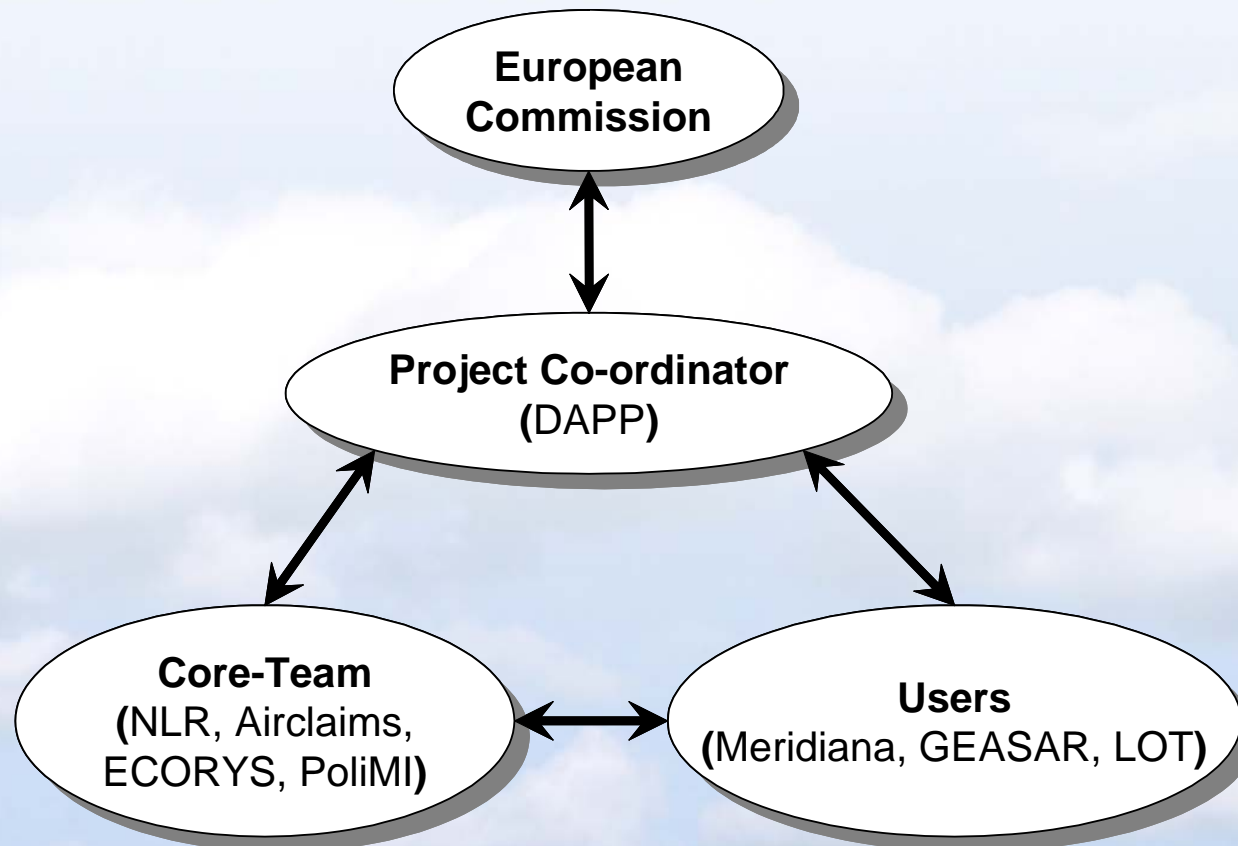 European
Commission
Project Co-ordinator
(DAPP)
Core-Team
(NLR, Airclaims,
ECORYS, PoliMI)
Users
(Meridiana, GEASAR, LOT)